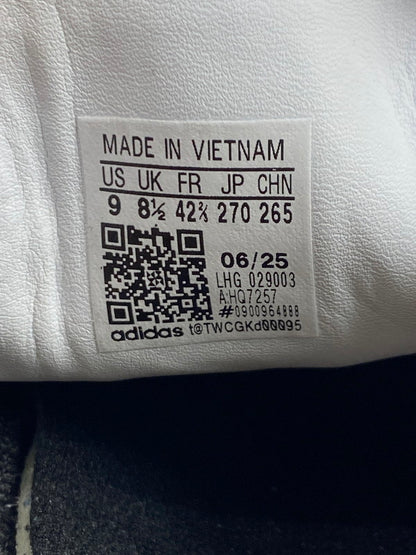 MADE IN VIETNAM
US UK FR JP CHN
9 8½ 42⅔ 270 265
06/25
LHG 029003
A:HQ7257
#0900964888
adidas t@TWCGKd00095